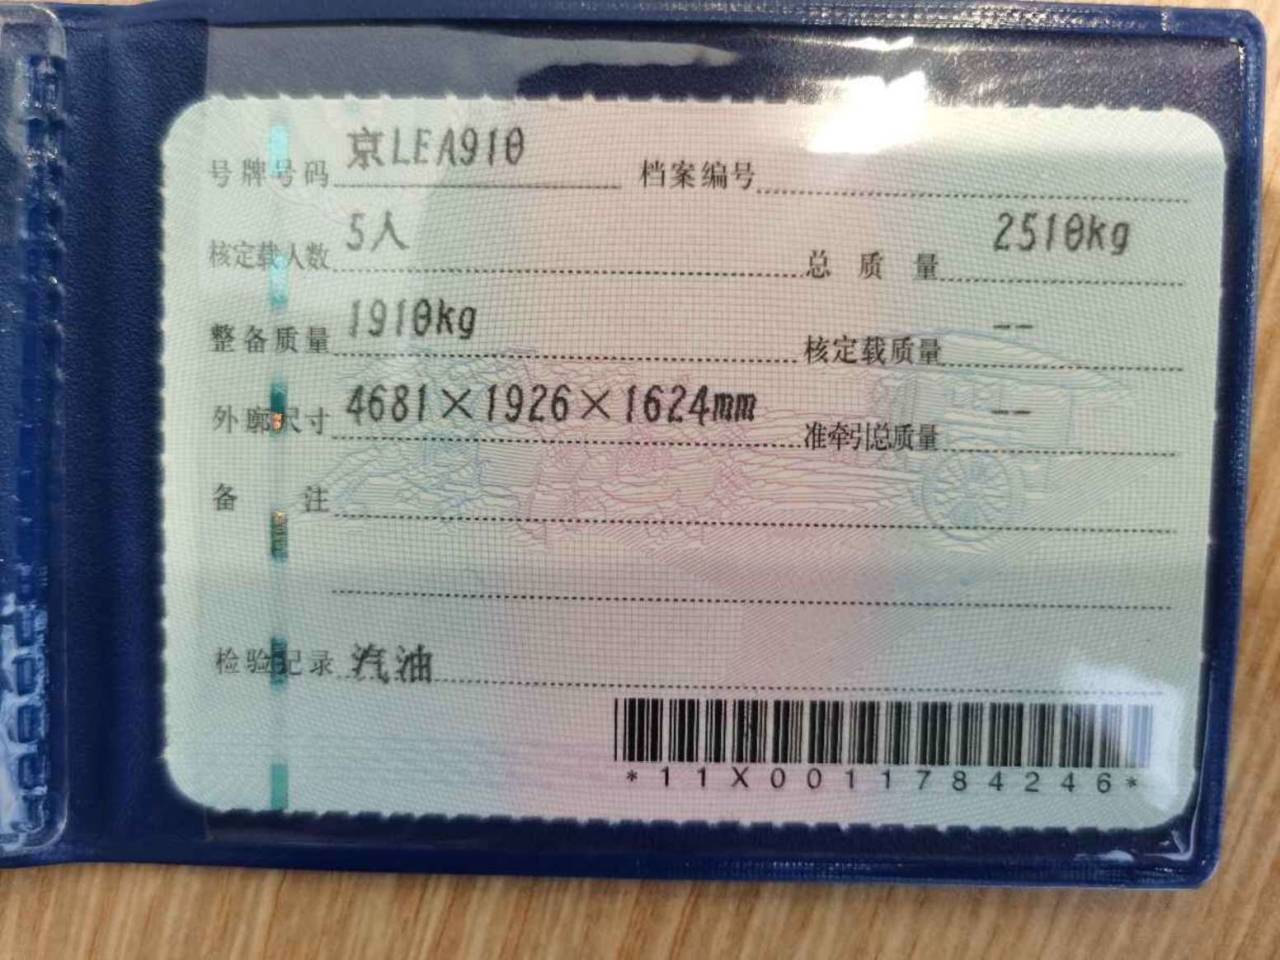 号牌号码 京LEA910 档案编号
核定载人数 5人 总质量 2510kg
整备质量 1910kg 核定载质量 --
外廓尺寸 4681×1926×1624mm 准牵引总质量 --
备注
检验记录 汽油
*11X0011784246*